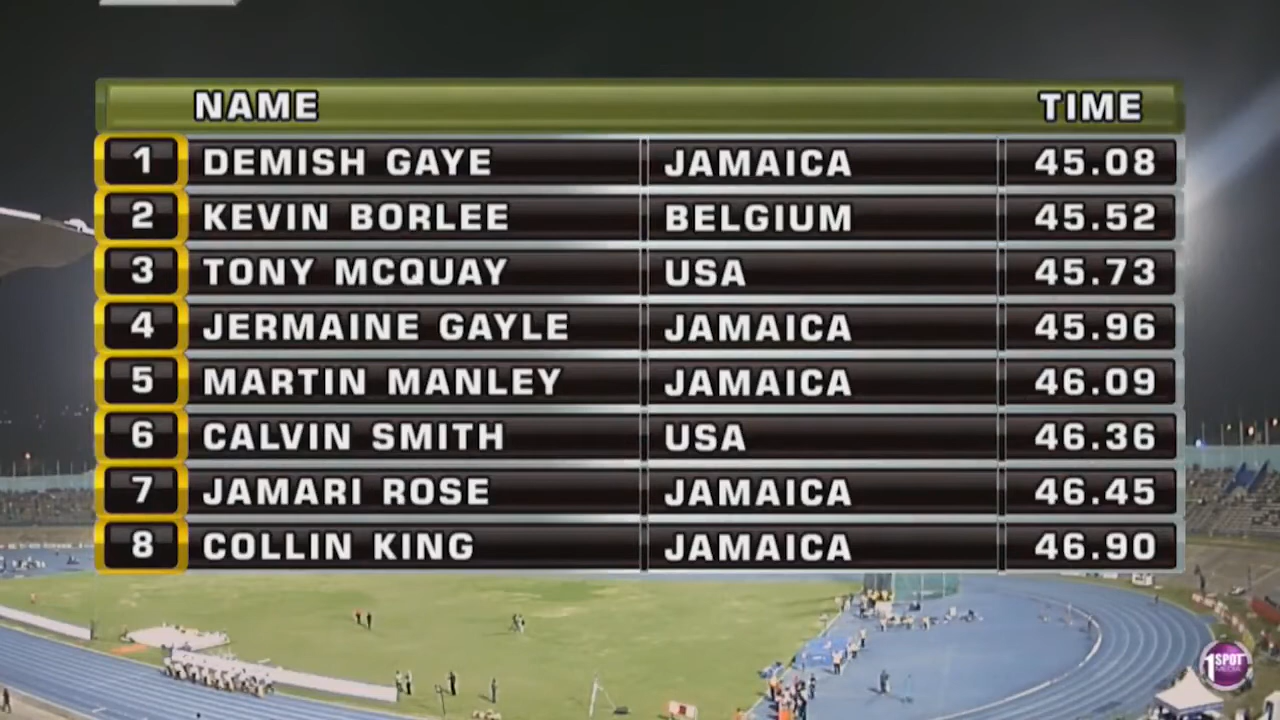 NAME TIME
1 DEMISH GAYE JAMAICA 45.08
2 KEVIN BORLEE BELGIUM 45.52
3 TONY MCQUAY USA 45.73
4 JERMAINE GAYLE JAMAICA 45.96
5 MARTIN MANLEY JAMAICA 46.09
6 CALVIN SMITH USA 46.36
7 JAMARI ROSE JAMAICA 46.45
8 COLLIN KING JAMAICA 46.90
1SPOT
MEDIA